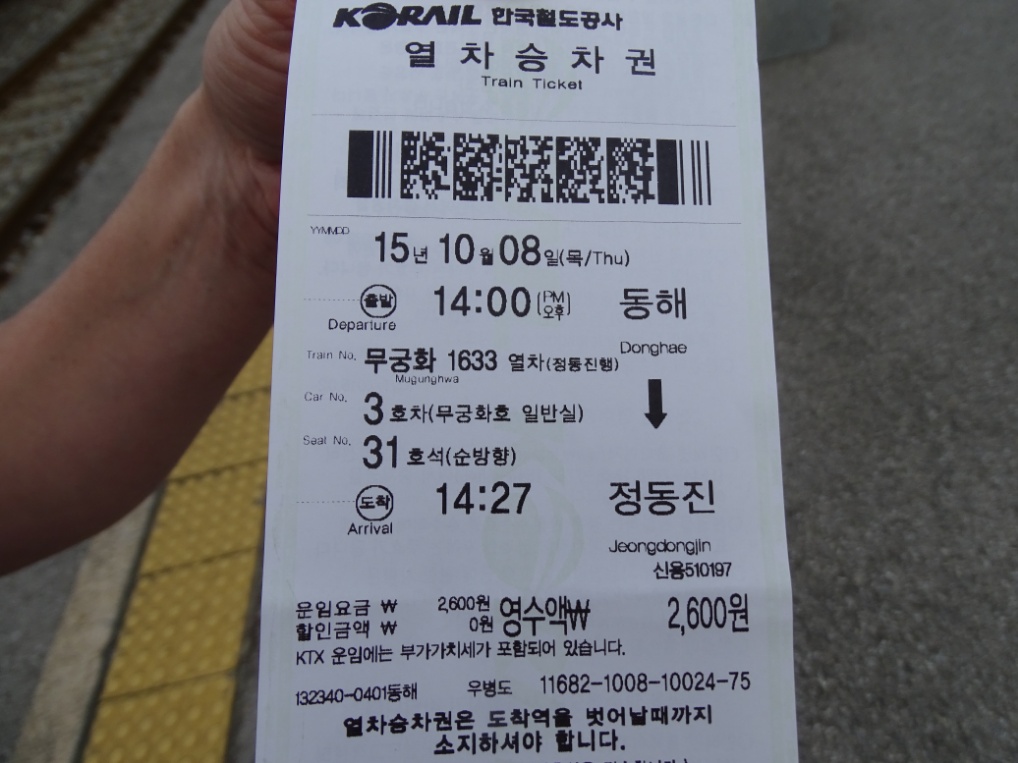 KORAIL 한국철도공사
열차승차권
Train Ticket
YYMMDD 15년 10월 08일(목/Thu)
출발 14:00 (PM 오후) 동해
Departure
Donghae
Train No. 무궁화 1633 열차(정동진행)
Mugunghwa
Car No. 3 호차(무궁화호 일반실)
Seat No. 31 호석(순방향)
도착 14:27 정동진
Arrival
Jeongdongjin
신용510197
운임요금 ₩ 2,600원 영수액₩ 2,600원
할인금액 ₩ 0원
KTX 운임에는 부가가치세가 포함되어 있습니다.
132340-0401동해 우병도 11682-1008-10024-75
열차승차권은 도착역을 벗어날때까지
소지하셔야 합니다.